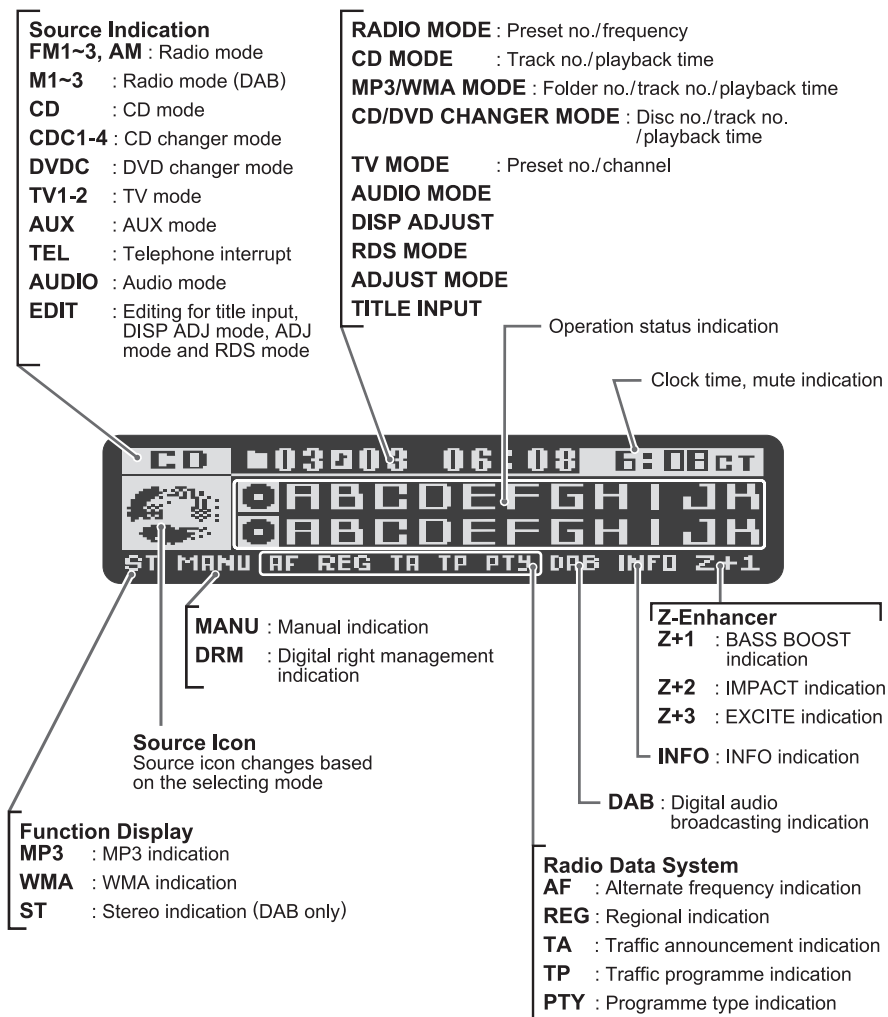 Source Indication
FM1~3, AM : Radio mode
M1~3 : Radio mode (DAB)
CD : CD mode
CDC1-4 : CD changer mode
DVDC : DVD changer mode
TV1-2 : TV mode
AUX : AUX mode
TEL : Telephone interrupt
AUDIO : Audio mode
EDIT : Editing for title input,
DISP ADJ mode, ADJ
mode and RDS mode
RADIO MODE : Preset no./frequency
CD MODE : Track no./playback time
MP3/WMA MODE : Folder no./track no./playback time
CD/DVD CHANGER MODE : Disc no./track no.
/playback time
TV MODE : Preset no./channel
AUDIO MODE
DISP ADJUST
RDS MODE
ADJUST MODE
TITLE INPUT
Operation status indication
Clock time, mute indication
CD 03 03 06:08 6:08 CT
ABCDEFGHIJK
ABCDEFGHIJK
ST MANU AF REG TA TP PTY DAB INFO Z+1
MANU : Manual indication
DRM : Digital right management
indication
Source Icon
Source icon changes based
on the selecting mode
Function Display
MP3 : MP3 indication
WMA : WMA indication
ST : Stereo indication (DAB only)
Z-Enhancer
Z+1 : BASS BOOST
indication
Z+2 : IMPACT indication
Z+3 : EXCITE indication
INFO : INFO indication
DAB : Digital audio
broadcasting indication
Radio Data System
AF : Alternate frequency indication
REG : Regional indication
TA : Traffic announcement indication
TP : Traffic programme indication
PTY : Programme type indication